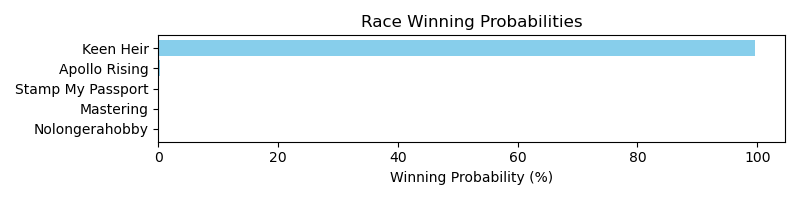 Race Winning Probabilities
Keen Heir
Apollo Rising
Stamp My Passport
Mastering
Nolongerahobby
0 20 40 60 80 100
Winning Probability (%)